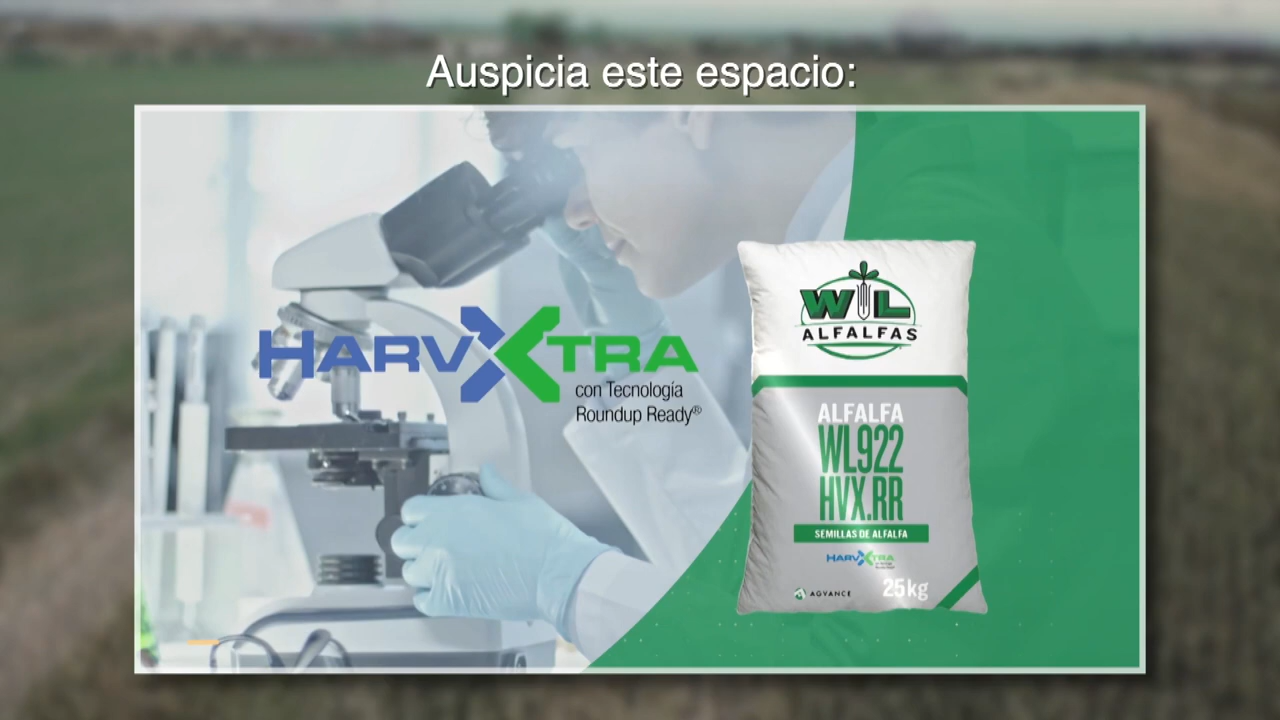 Auspicia este espacio:
HARVXTRA
con Tecnología
Roundup Ready®
WL
ALFALFAS
ALFALFA
WL922
HVX.RR
SEMILLAS DE ALFALFA
HARVXTRA
AGVANCE
25kg